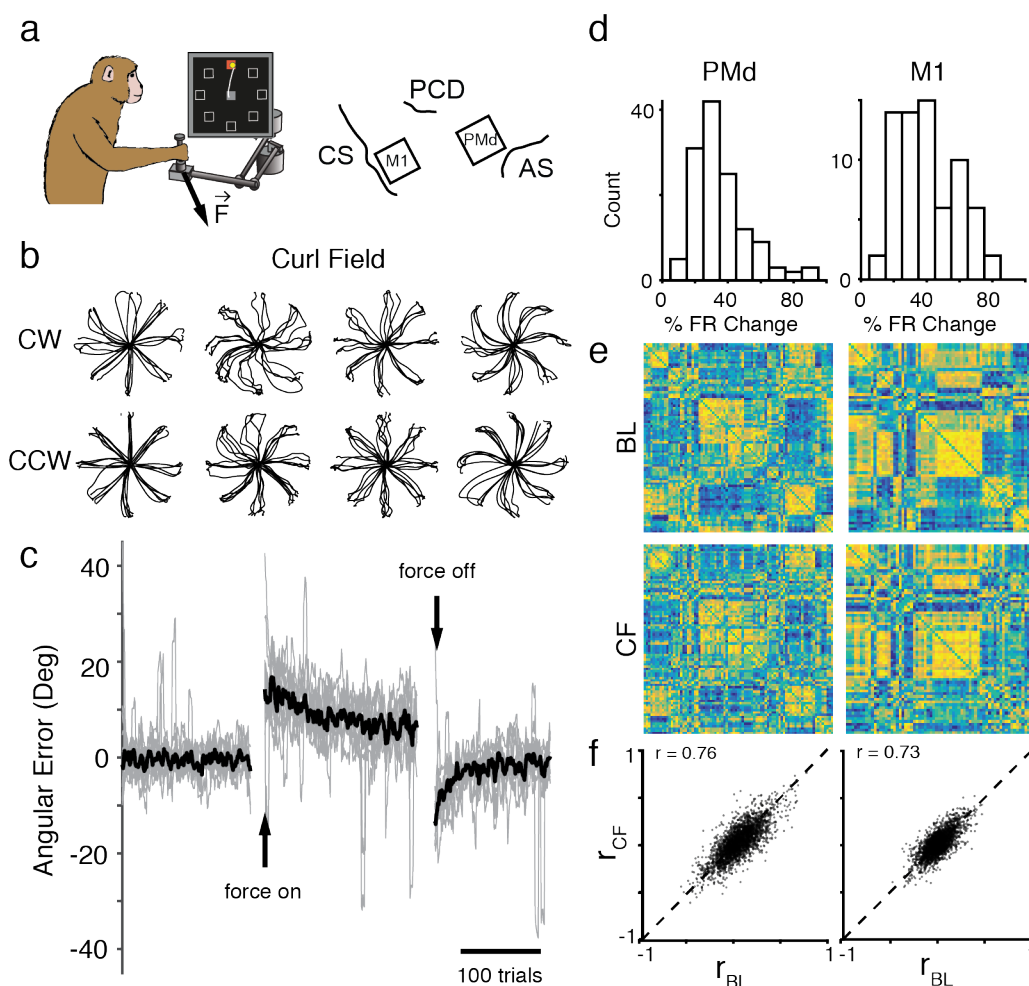 a
F
CS
M1
PCD
PMd
AS
b
Curl Field
CW
CCW
c
Angular Error (Deg)
40
20
0
-20
-40
force on
force off
100 trials
d
PMd
M1
Count
40
0
10
0
0 40 80
0 40 80
% FR Change
% FR Change
e
BL
CF
f
r = 0.76
r = 0.73
1
rCF
-1
-1 1
-1 1
rBL
rBL